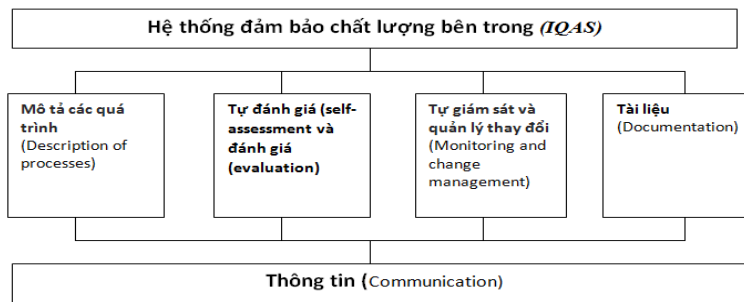 Hệ thống đảm bảo chất lượng bên trong (IQAS)
Mô tả các quá
trình
(Description of
processes)
Tự đánh giá (self-
assessment và
đánh giá
(evaluation)
Tự giám sát và
quản lý thay đổi
(Monitoring and
change
management)
Tài liệu
(Documentation)
Thông tin (Communication)